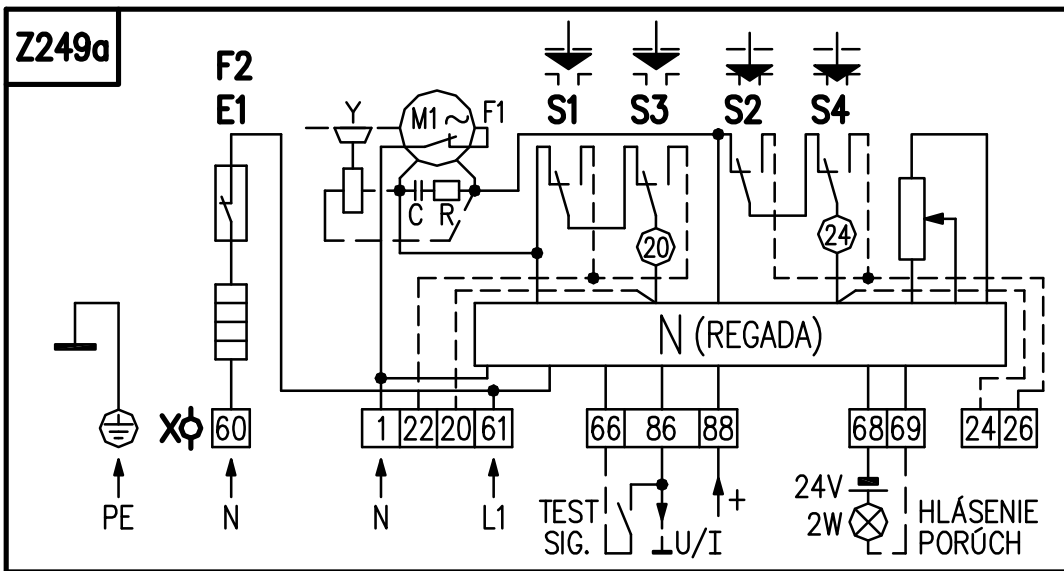 Z249a
F2
E1
Y
M1 ~
F1
S1 S3 S2 S4
C R
20
24
N (REGADA)
X 60
1 22 20 61
66 86 88
68 69
24 26
PE
N
N
L1
TEST
SIG.
U/I
+
24V
2W
HLÁSENIE
PORÚCH